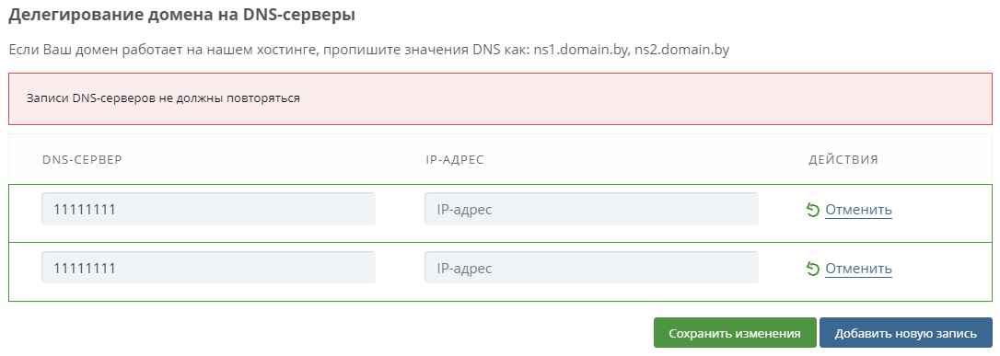 Делегирование домена на DNS-серверы
Если Ваш домен работает на нашем хостинге, пропишите значения DNS как: ns1.domain.by, ns2.domain.by
Записи DNS-серверов не должны повторяться
DNS-СЕРВЕР IP-АДРЕС ДЕЙСТВИЯ
11111111 IP-адрес Отменить
11111111 IP-адрес Отменить
Сохранить изменения Добавить новую запись